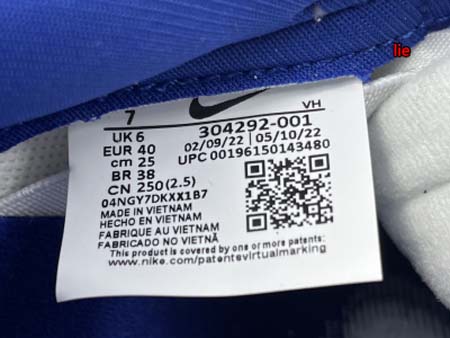 lie
7
VH
UK 6
304292-001
EUR 40
02/09/22 05/10/22
cm 25
UPC 00196150143480
BR 38
CN 250 (2.5)
04NGY7DKXX1B7
MADE IN VIETNAM
HECHO EN VIETNAM
FABRIQUE AU VIETNAM
FABRICADO NO VIETNÃ
This product is covered by one or more patents.
www.nike.com/patentsvirtualmarking